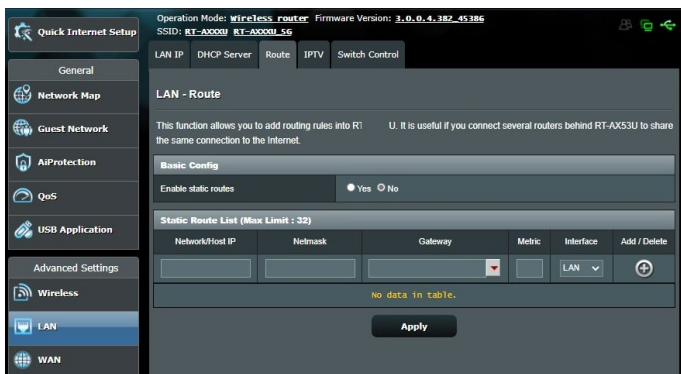 Operation Mode: Wireless router Firmware Version: 3.0.0.4.382_45386
SSID: RT-AXXXU RT-AXXXU_5G
Quick Internet Setup
General
Network Map
Guest Network
AiProtection
QoS
USB Application
Advanced Settings
Wireless
LAN
WAN
LAN IP DHCP Server Route IPTV Switch Control
LAN - Route
This function allows you to add routing rules into RT U. It is useful if you connect several routers behind RT-AX53U to share
the same connection to the Internet.
Basic Config
Enable static routes Yes No
Static Route List (Max Limit : 32)
Network/Host IP Netmask Gateway Metric Interface Add / Delete
LAN
No data in table.
Apply